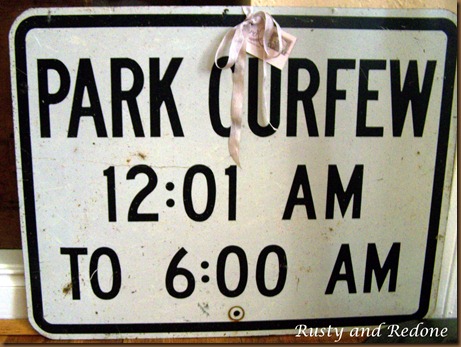 PARK CURFEW
12:01 AM
TO 6:00 AM
Rusty and Redone